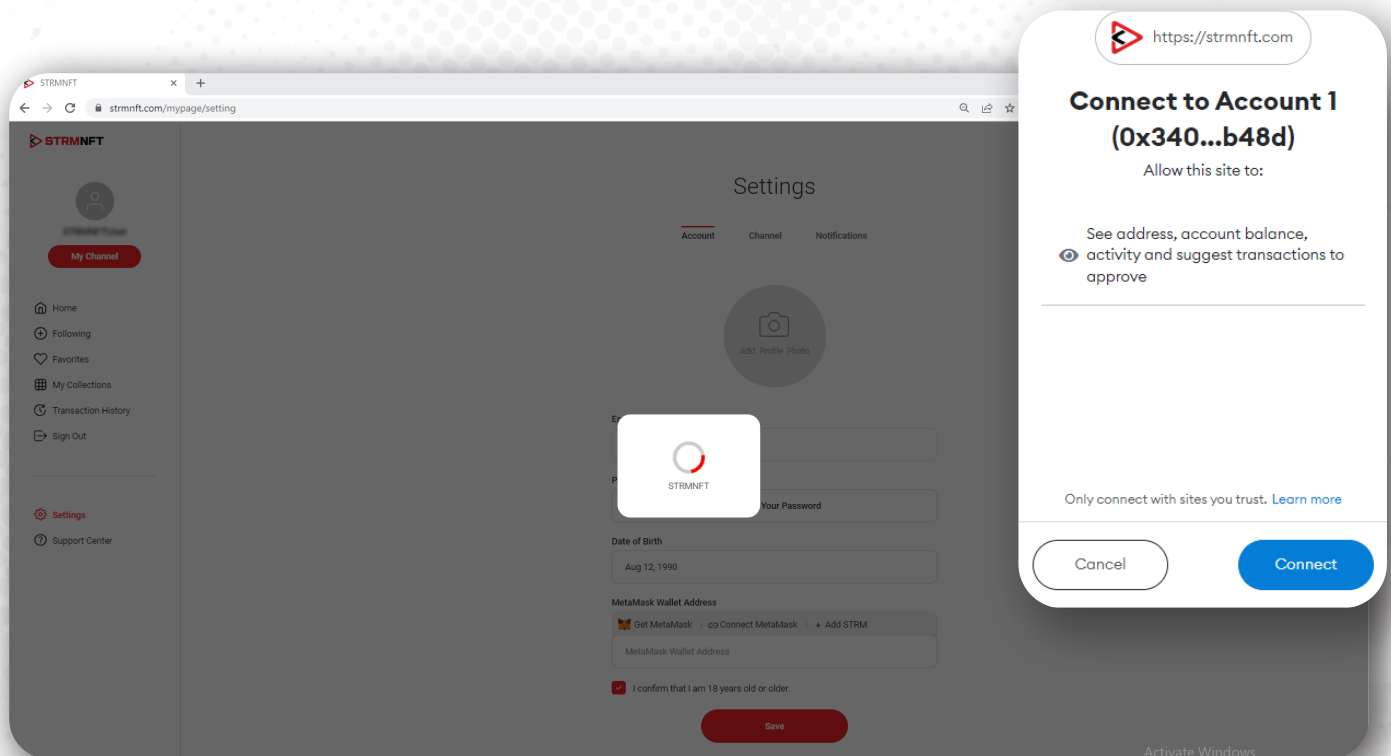 STRMNFT
strmnft.com/mypage/setting
STRMNFT
My Channel
Home
Following
Favorites
My Collections
Transaction History
Sign Out
Settings
Support Center
Settings
Account Channel Notifications
Add Profile Photo
STRMNFT
Your Password
Date of Birth
Aug 12, 1990
MetaMask Wallet Address
Get MetaMask | Connect MetaMask | + Add STRM
MetaMask Wallet Address
I confirm that I am 18 years old or older.
Save
https://strmnft.com
Connect to Account 1
(0x340...b48d)
Allow this site to:
See address, account balance,
activity and suggest transactions to
approve
Only connect with sites you trust. Learn more
Cancel
Connect
Activate Windows